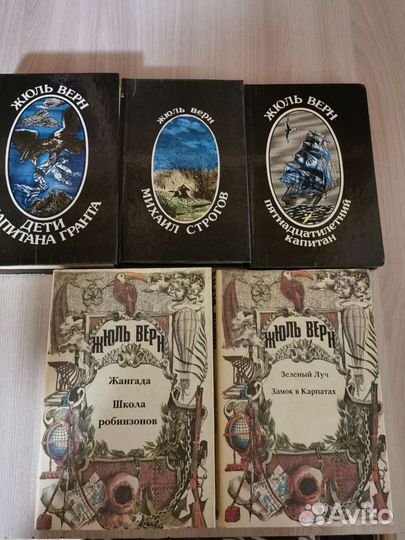 ЖЮЛЬ ВЕРН
ДЕТИ
КАПИТАНА ГРАНТА
ЖЮЛЬ ВЕРН
МИХАИЛ СТРОГОВ
ЖЮЛЬ ВЕРН
ПЯТНАДЦАТИЛЕТНИЙ
КАПИТАН
ЖЮЛЬ ВЕРН
Жангада
Школа
робинзонов
ЖЮЛЬ ВЕРН
Зеленый Луч
Замок в Карпатах
Avito